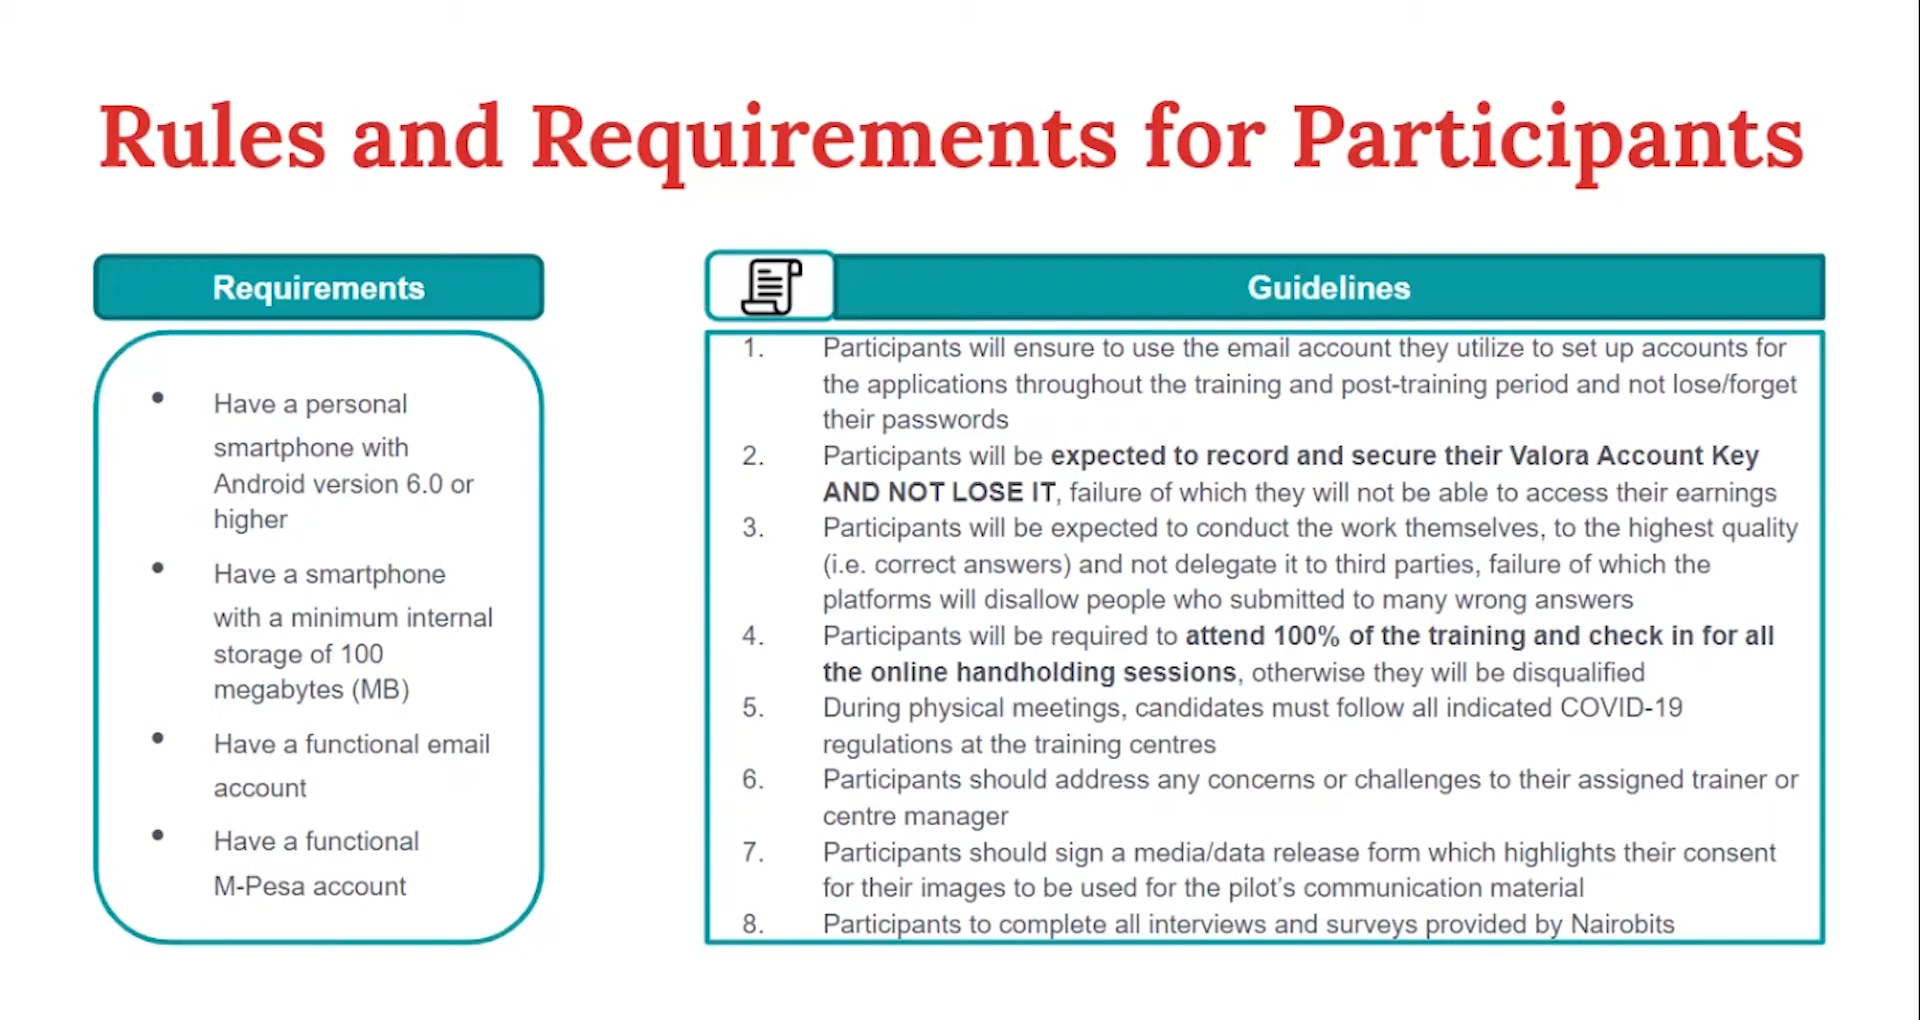 Rules and Requirements for Participants
Requirements
Have a personal
smartphone with
Android version 6.0 or
higher
Have a smartphone
with a minimum internal
storage of 100
megabytes (MB)
Have a functional email
account
Have a functional
M-Pesa account
Guidelines
1. Participants will ensure to use the email account they utilize to set up accounts for
the applications throughout the training and post-training period and not lose/forget
their passwords
2. Participants will be expected to record and secure their Valora Account Key
AND NOT LOSE IT, failure of which they will not be able to access their earnings
3. Participants will be expected to conduct the work themselves, to the highest quality
(i.e. correct answers) and not delegate it to third parties, failure of which the
platforms will disallow people who submitted to many wrong answers
4. Participants will be required to attend 100% of the training and check in for all
the online handholding sessions, otherwise they will be disqualified
5. During physical meetings, candidates must follow all indicated COVID-19
regulations at the training centres
6. Participants should address any concerns or challenges to their assigned trainer or
centre manager
7. Participants should sign a media/data release form which highlights their consent
for their images to be used for the pilot's communication material
8. Participants to complete all interviews and surveys provided by Nairobits